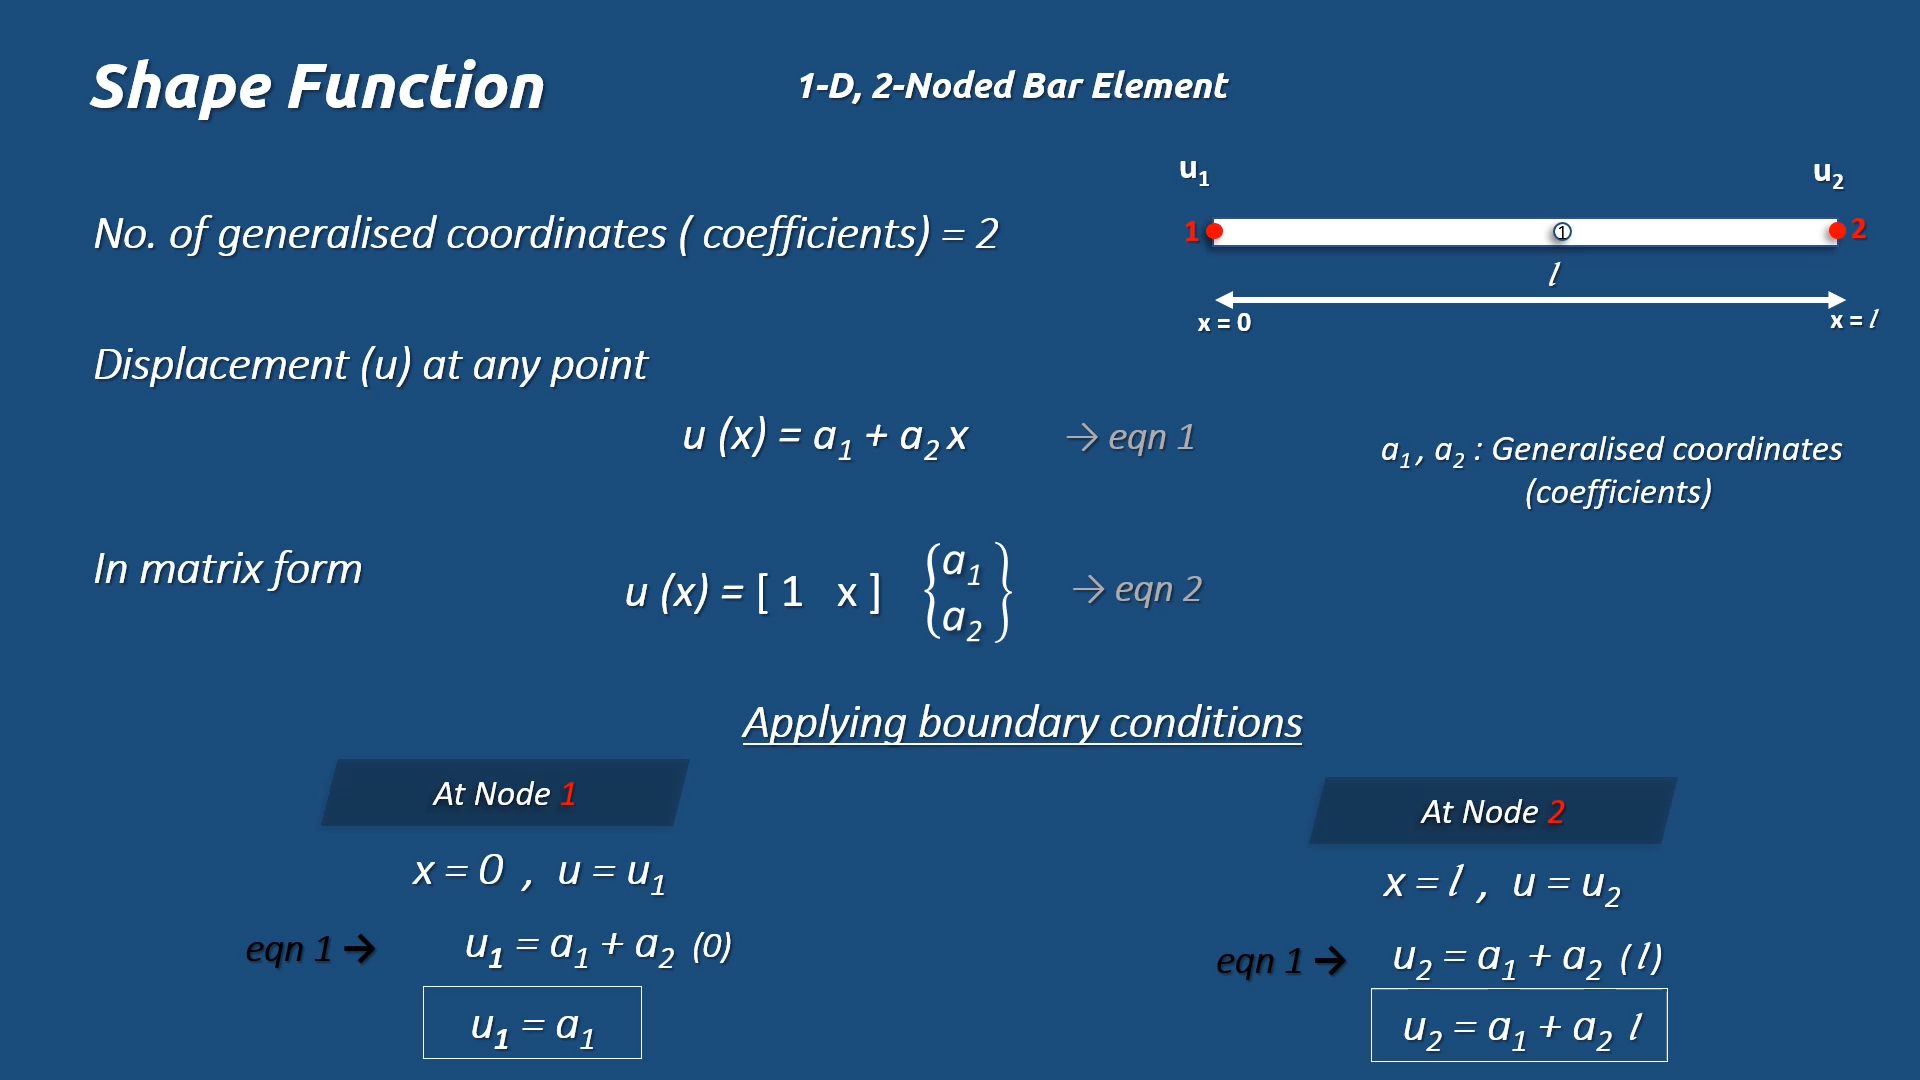 Shape Function
1-D, 2-Noded Bar Element
u₁
u₂
1
①
2
l
x = 0
x = l
No. of generalised coordinates ( coefficients) = 2
Displacement (u) at any point
u (x) = a₁ + a₂ x
→ eqn 1
a₁ , a₂ : Generalised coordinates
(coefficients)
In matrix form
u (x) = [ 1 x ] {a₁ a₂}
→ eqn 2
Applying boundary conditions
At Node 1
x = 0 , u = u₁
eqn 1 →
u₁ = a₁ + a₂ (0)
u₁ = a₁
At Node 2
x = l , u = u₂
eqn 1 →
u₂ = a₁ + a₂ ( l )
u₂ = a₁ + a₂ l